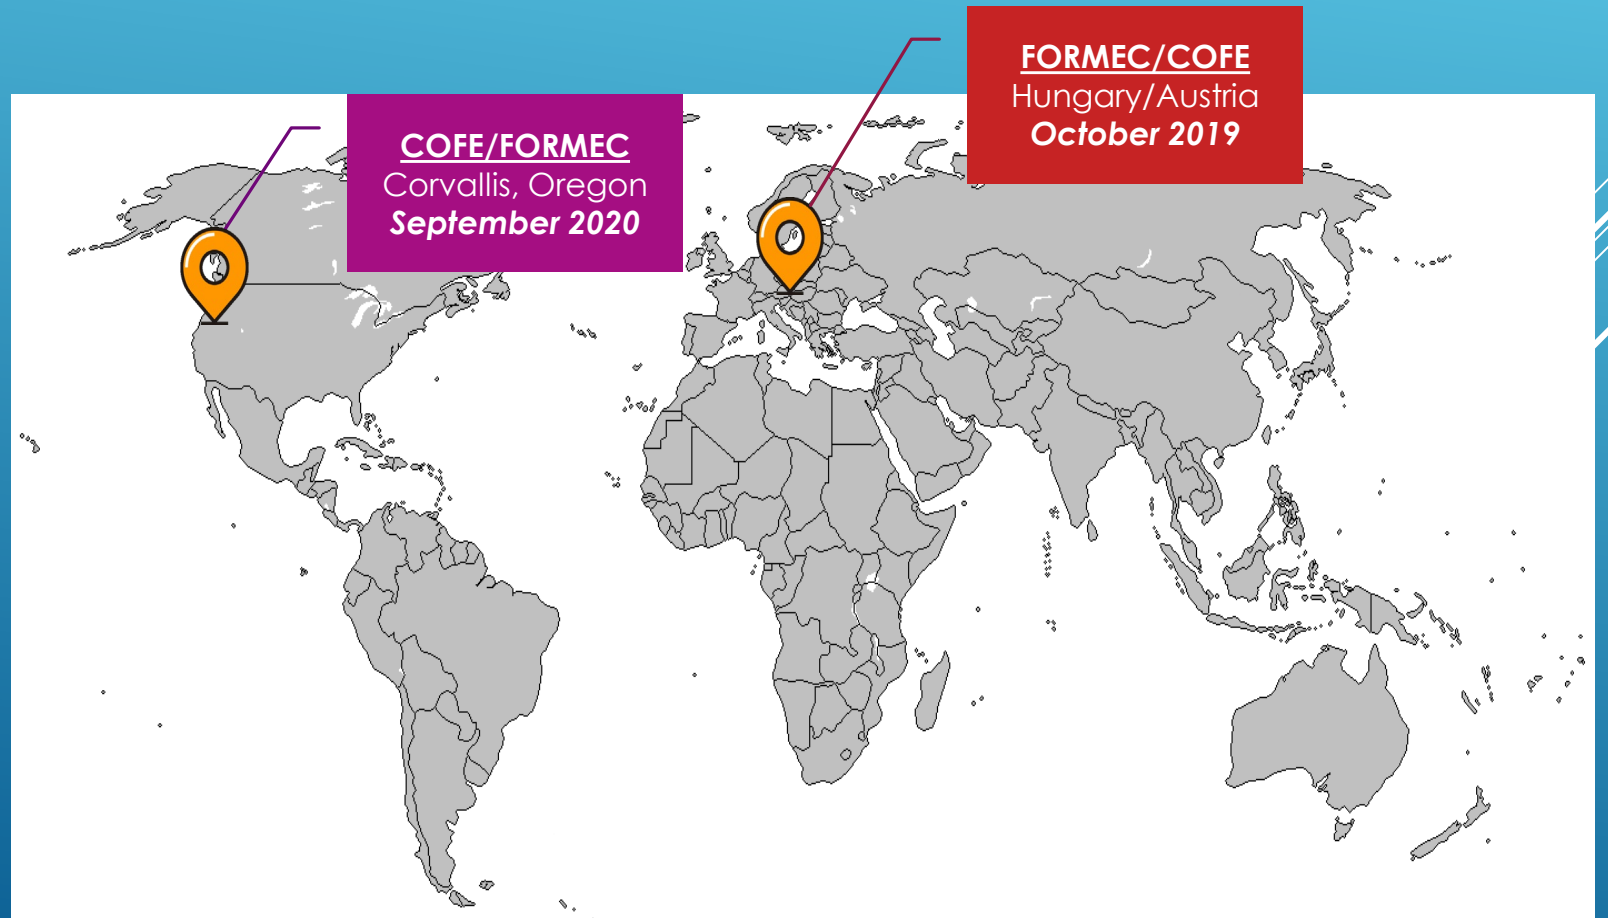 FORMEC/COFE
Hungary/Austria
October 2019
COFE/FORMEC
Corvallis, Oregon
September 2020